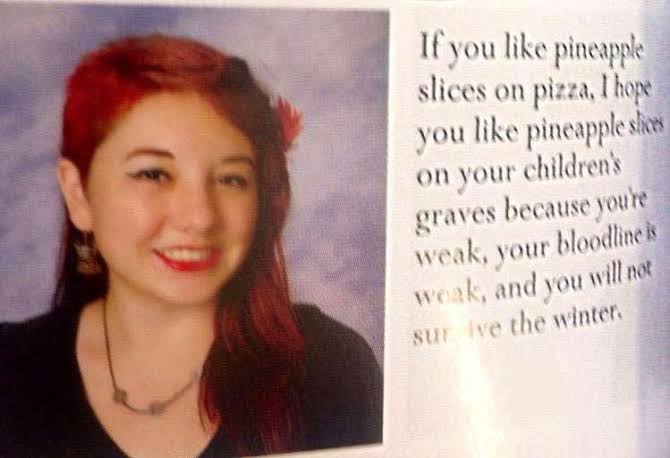 If you like pineapple
slices on pizza, I hope
you like pineapple slices
on your children's
graves because you're
weak, your bloodline is
weak, and you will not
survive the winter.